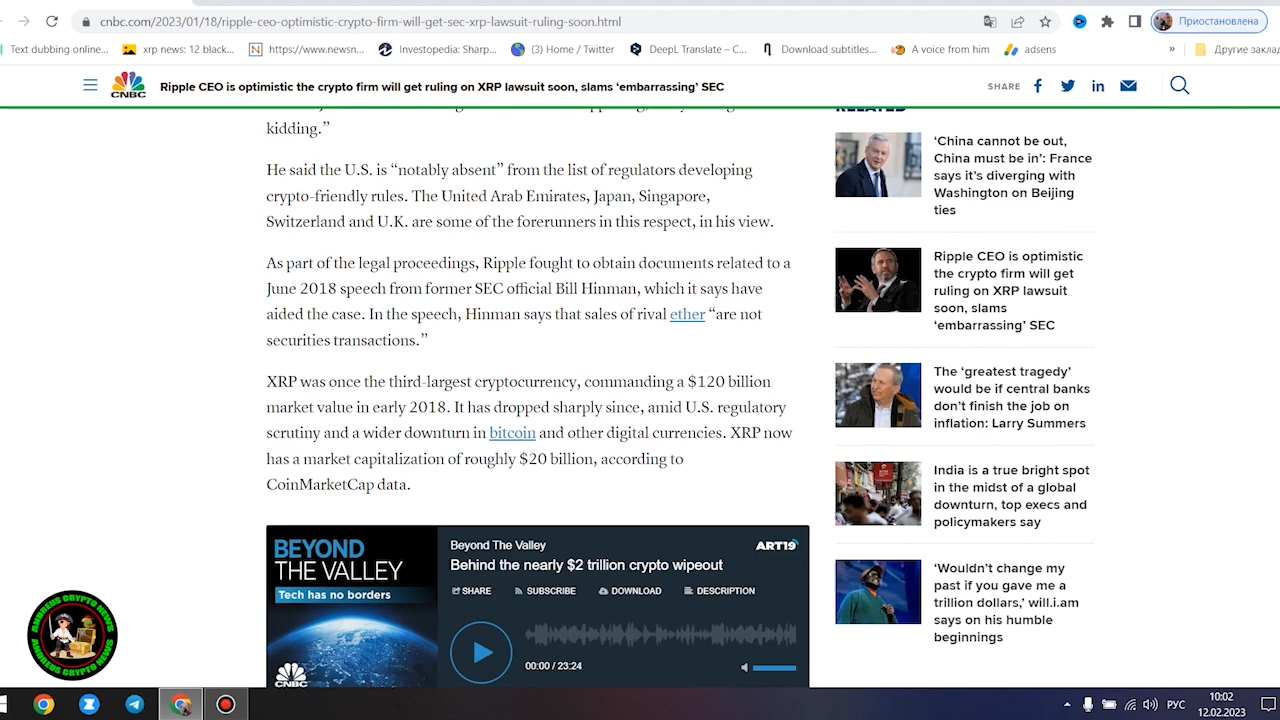 cnbc.com/2023/01/18/ripple-ceo-optimistic-crypto-firm-will-get-sec-xrp-lawsuit-ruling-soon.html
Приостановлена
Text dubbing online...
xrp news: 12 black...
https://www.newsn...
Investopedia: Sharp...
(3) Home / Twitter
DeepL Translate – C...
Download subtitles...
A voice from him
adsens
»
Другие заклад
CNBC
Ripple CEO is optimistic the crypto firm will get ruling on XRP lawsuit soon, slams ‘embarrassing’ SEC
SHARE
kidding.”
He said the U.S. is “notably absent” from the list of regulators developing
crypto-friendly rules. The United Arab Emirates, Japan, Singapore,
Switzerland and U.K. are some of the forerunners in this respect, in his view.
As part of the legal proceedings, Ripple fought to obtain documents related to a
June 2018 speech from former SEC official Bill Hinman, which it says have
aided the case. In the speech, Hinman says that sales of rival ether “are not
securities transactions.”
XRP was once the third-largest cryptocurrency, commanding a $120 billion
market value in early 2018. It has dropped sharply since, amid U.S. regulatory
scrutiny and a wider downturn in bitcoin and other digital currencies. XRP now
has a market capitalization of roughly $20 billion, according to
CoinMarketCap data.
BEYOND
THE VALLEY
Tech has no borders
CNBC
Beyond The Valley
ART19
Behind the nearly $2 trillion crypto wipeout
SHARE
SUBSCRIBE
DOWNLOAD
DESCRIPTION
00:00 / 23:24
RELATED
‘China cannot be out,
China must be in’: France
says it’s diverging with
Washington on Beijing
ties
Ripple CEO is optimistic
the crypto firm will get
ruling on XRP lawsuit
soon, slams
‘embarrassing’ SEC
The ‘greatest tragedy’
would be if central banks
don’t finish the job on
inflation: Larry Summers
India is a true bright spot
in the midst of a global
downturn, top execs and
policymakers say
‘Wouldn’t change my
past if you gave me a
trillion dollars,’ will.i.am
says on his humble
beginnings
ANDREUS CRYPTO NEWS
ANDREUS CRYPTO NEWS
РУС
10:02
12.02.2023